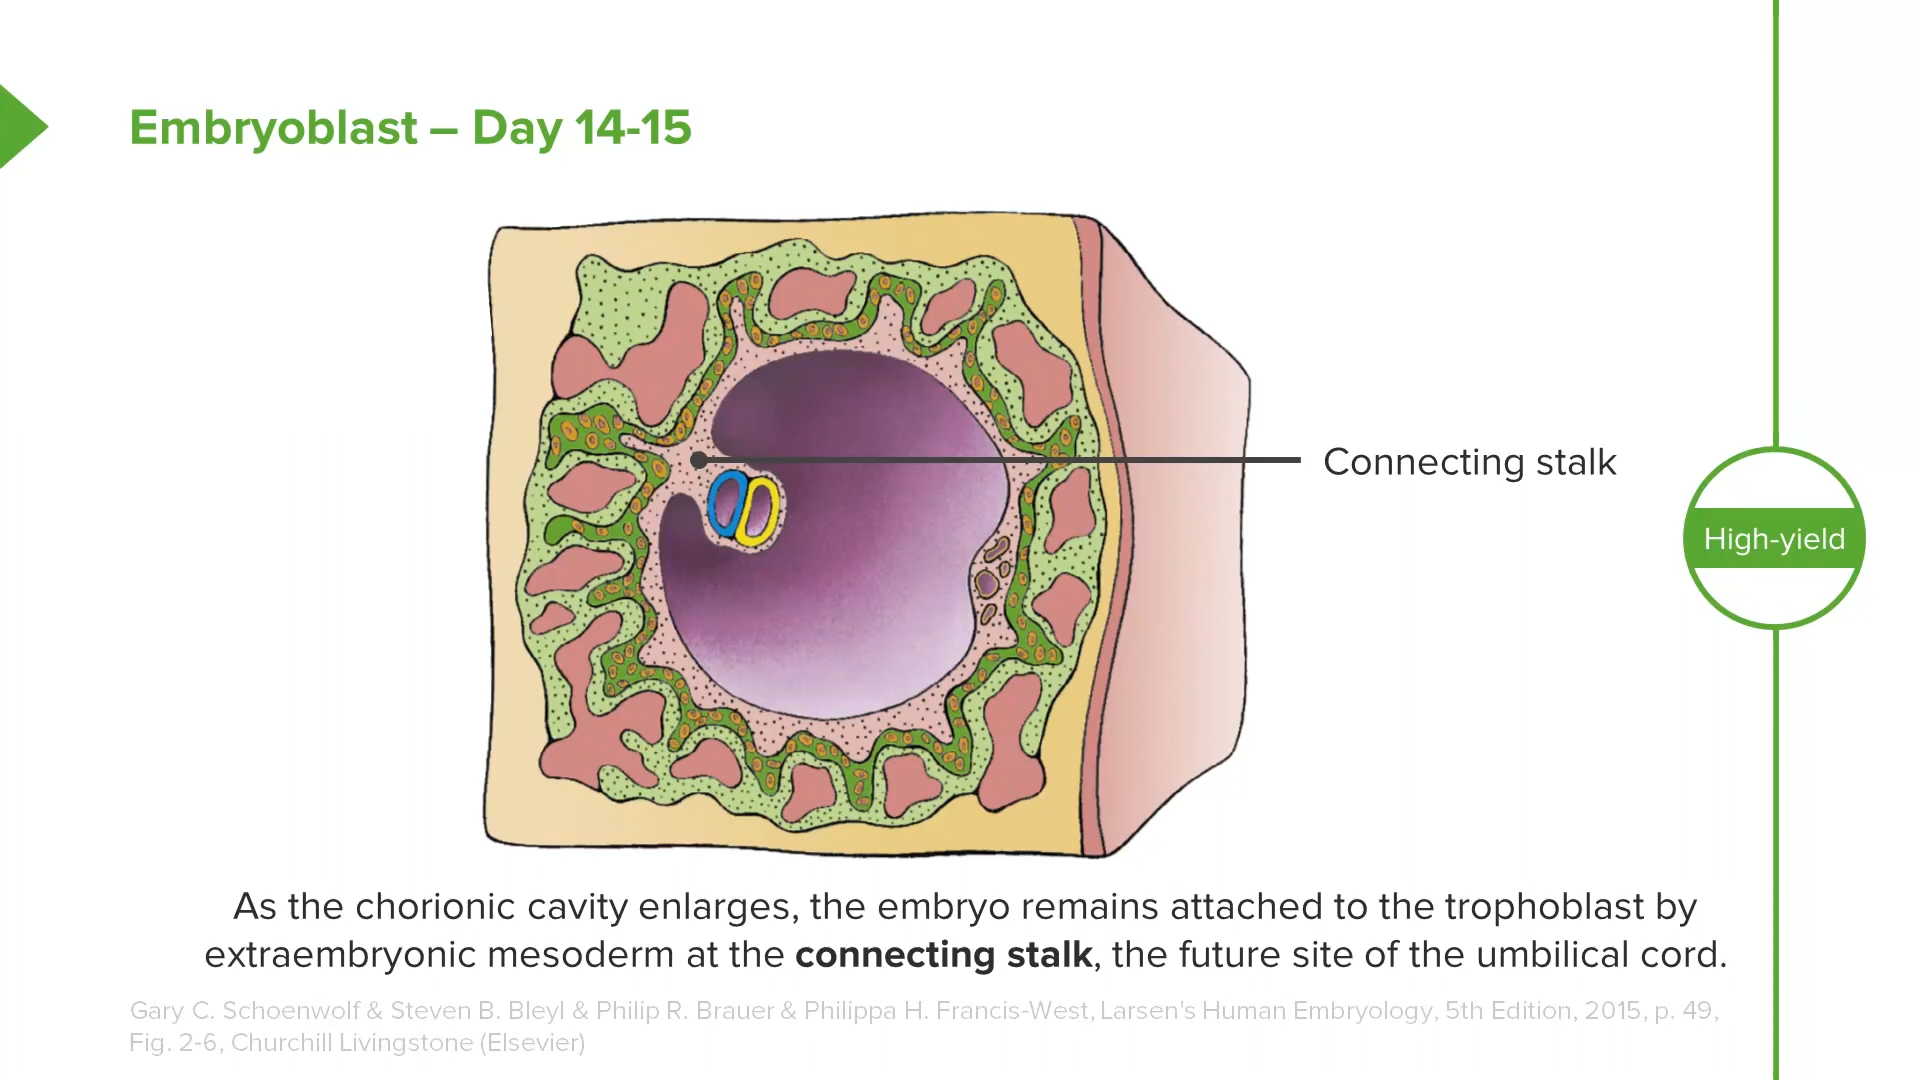 Embryoblast – Day 14-15
Connecting stalk
High-yield
As the chorionic cavity enlarges, the embryo remains attached to the trophoblast by
extraembryonic mesoderm at the connecting stalk, the future site of the umbilical cord.
Gary C. Schoenwolf & Steven B. Bleyl & Philip R. Brauer & Philippa H. Francis-West, Larsen's Human Embryology, 5th Edition, 2015, p. 49,
Fig. 2-6, Churchill Livingstone (Elsevier)